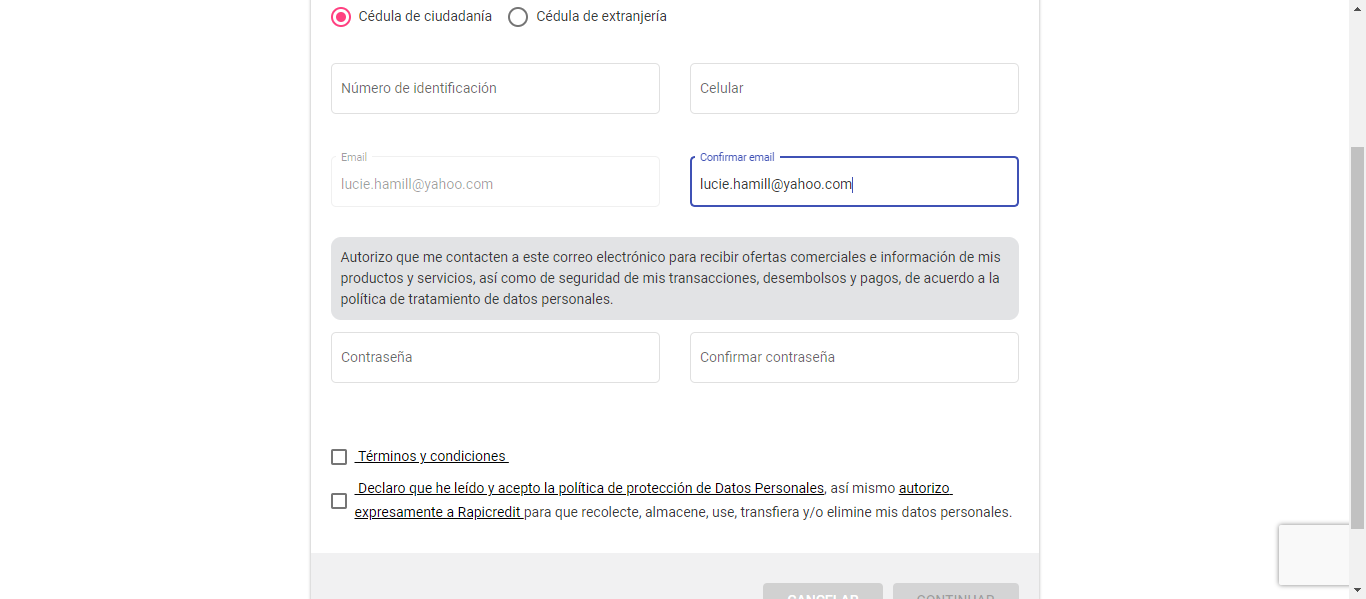 Cédula de ciudadanía Cédula de extranjería
Número de identificación Celular
Email Confirmar email
lucie.hamill@yahoo.com lucie.hamill@yahoo.com
Autorizo que me contacten a este correo electrónico para recibir ofertas comerciales e información de mis
productos y servicios, así como de seguridad de mis transacciones, desembolsos y pagos, de acuerdo a la
política de tratamiento de datos personales.
Contraseña Confirmar contraseña
Términos y condiciones
Declaro que he leído y acepto la política de protección de Datos Personales, así mismo autorizo
expresamente a Rapicredit para que recolecte, almacene, use, transfiera y/o elimine mis datos personales.
CANCELAR CONTINUAR